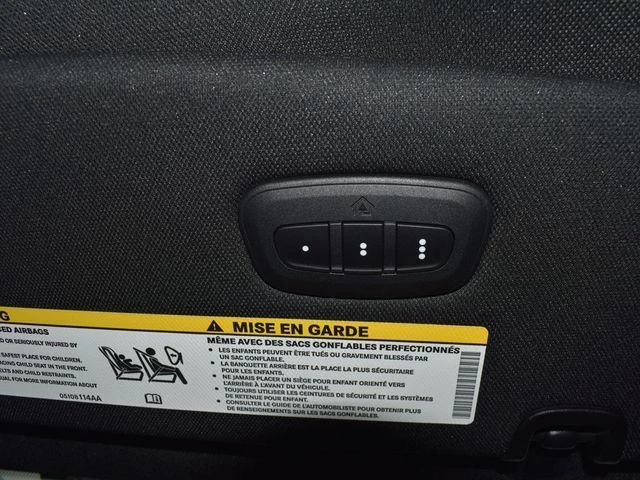 G
MISE EN GARDE
ED AIRBAGS
MÊME AVEC DES SACS GONFLABLES PERFECTIONNÉS
D OR SERIOUSLY INJURED BY
• LES ENFANTS PEUVENT ÊTRE TUÉS OU GRAVEMENT BLESSÉS PAR
UN SAC GONFLABLE.
SAFEST PLACE FOR CHILDREN.
• LA BANQUETTE ARRIÈRE EST LA PLACE LA PLUS SÉCURITAIRE
POUR LES ENFANTS.
CING CHILD SEAT IN THE FRONT.
• NE JAMAIS PLACER UN SIÈGE POUR ENFANT ORIENTÉ VERS
L'ARRIÈRE À L'AVANT DU VÉHICULE.
LTS AND CHILD RESTRAINTS.
• TOUJOURS UTILISER LES CEINTURES DE SÉCURITÉ ET LES SYSTÈMES
DE RETENUE POUR ENFANT.
UAL FOR MORE INFORMATION ABOUT
• CONSULTER LE GUIDE DE L'AUTOMOBILISTE POUR OBTENIR PLUS
DE RENSEIGNEMENTS SUR LES SACS GONFLABLES.
05108114AA